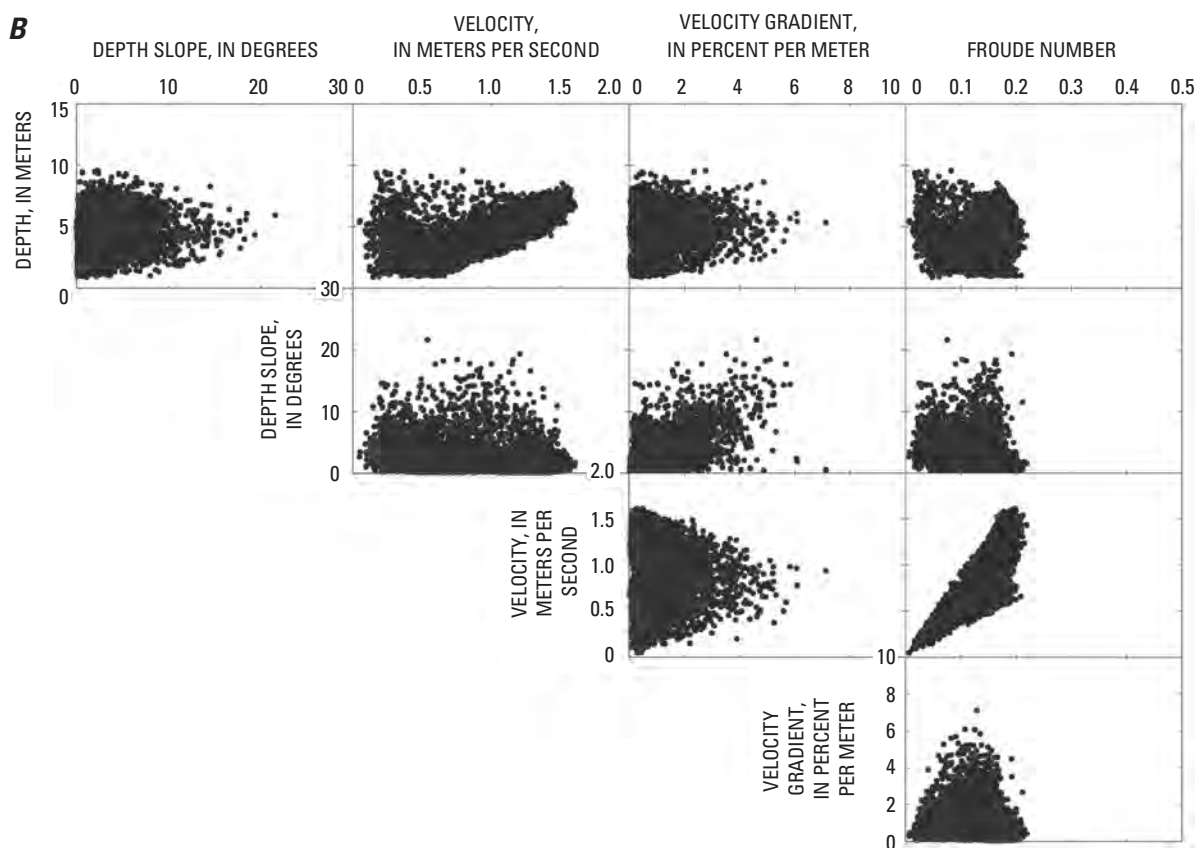 B
DEPTH SLOPE, IN DEGREES
VELOCITY,
IN METERS PER SECOND
VELOCITY GRADIENT,
IN PERCENT PER METER
FROUDE NUMBER
0 10 20 30
0 0.5 1.0 1.5 2.0
0 2 4 6 8 10
0 0.1 0.2 0.3 0.4 0.5
DEPTH, IN METERS
15
10
5
0
DEPTH SLOPE,
IN DEGREES
30
20
10
0
VELOCITY, IN
METERS PER
SECOND
2.0
1.5
1.0
0.5
0
VELOCITY
GRADIENT,
IN PERCENT
PER METER
10
8
6
4
2
0